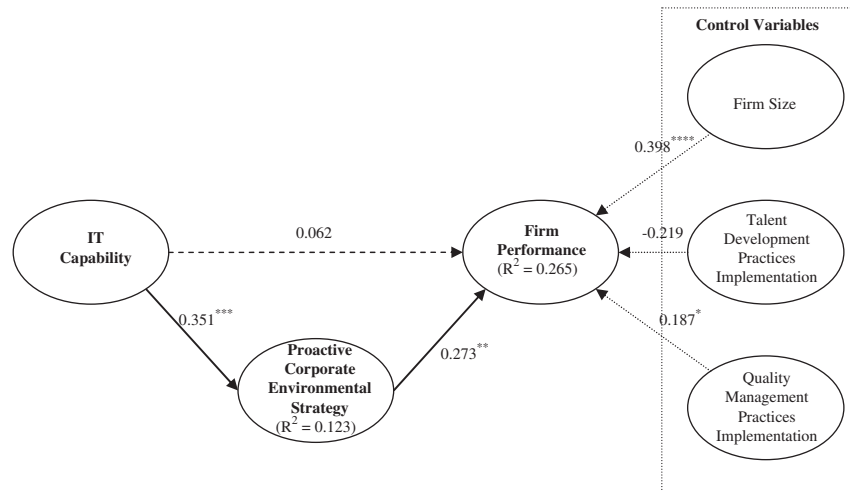 Control Variables
Firm Size
0.398****
IT
Capability
0.062
Firm
Performance
(R² = 0.265)
-0.219
Talent
Development
Practices
Implementation
0.351***
0.273**
0.187*
Proactive
Corporate
Environmental
Strategy
(R² = 0.123)
Quality
Management
Practices
Implementation